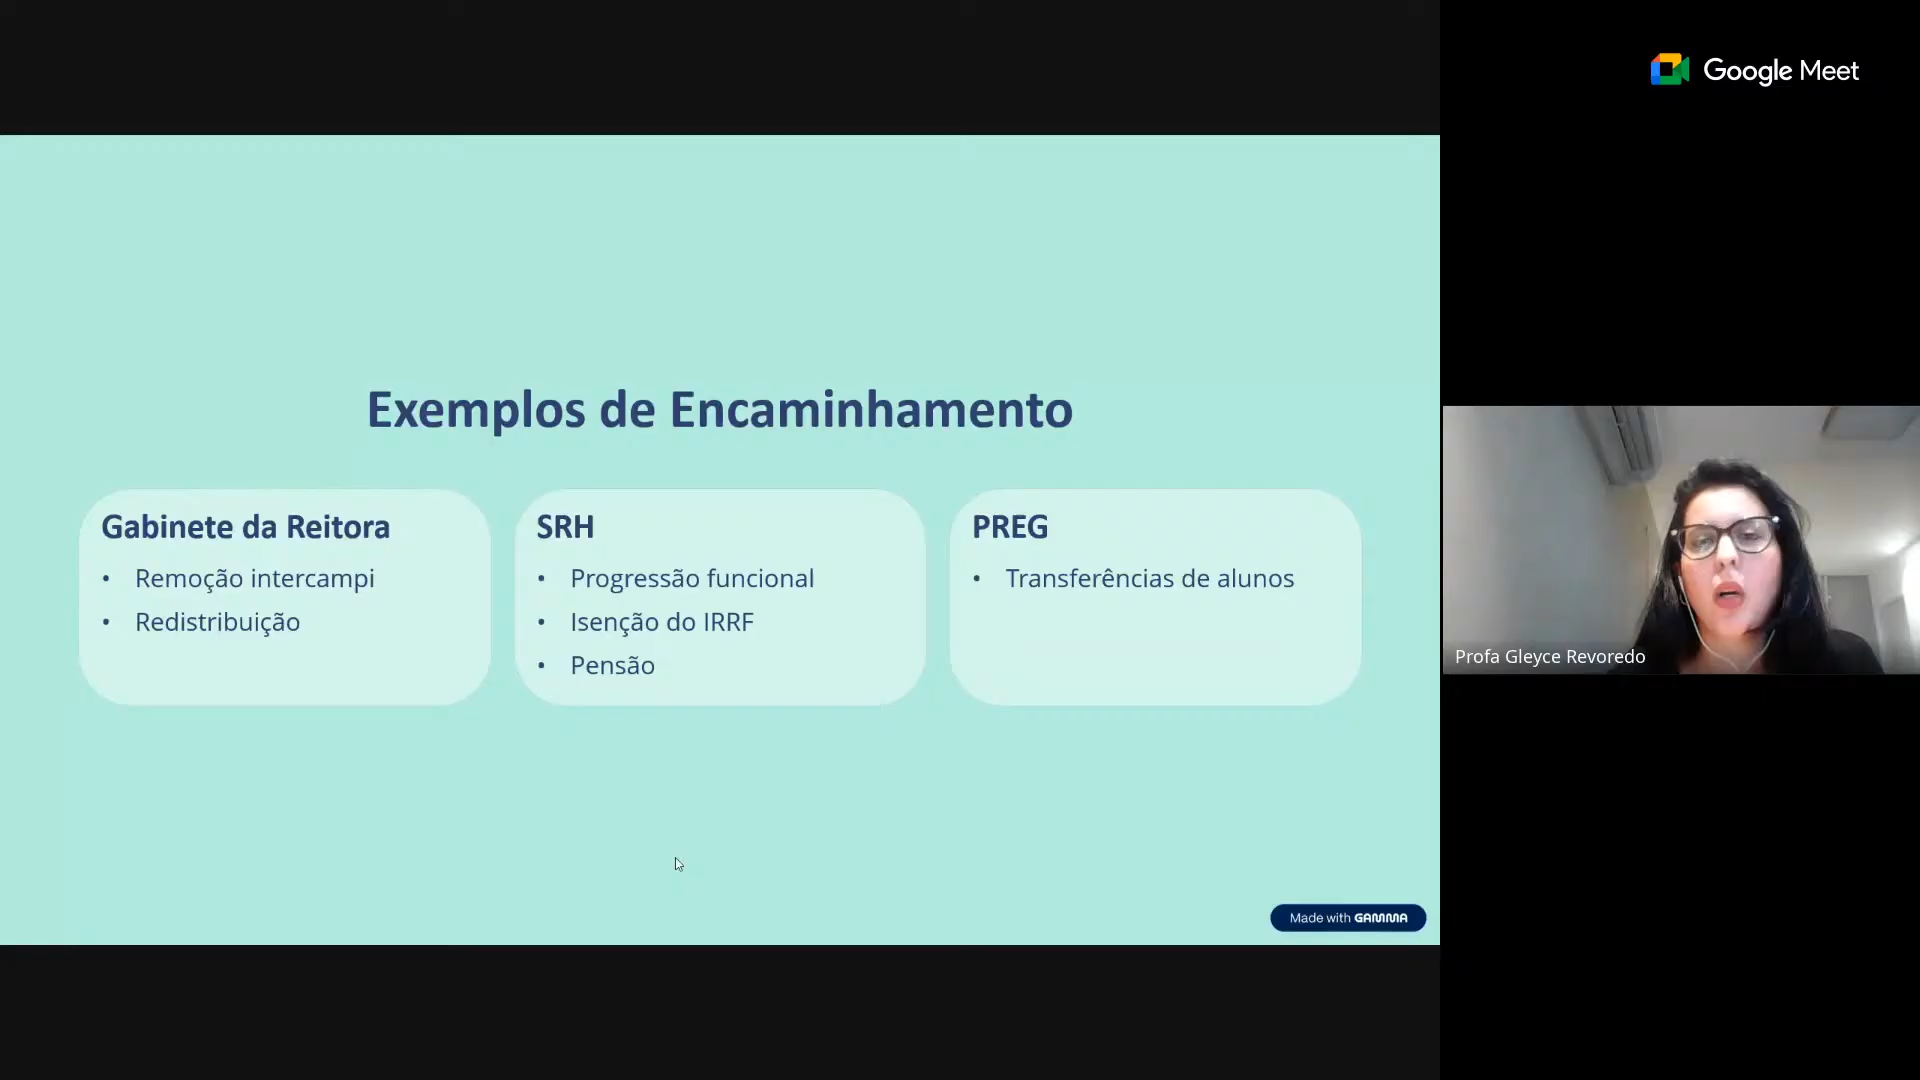 Google Meet
Exemplos de Encaminhamento
Gabinete da Reitora
• Remoção intercampi
• Redistribuição
SRH
• Progressão funcional
• Isenção do IRRF
• Pensão
PREG
• Transferências de alunos
Profa Gleyce Revoredo
Made with GAMMA